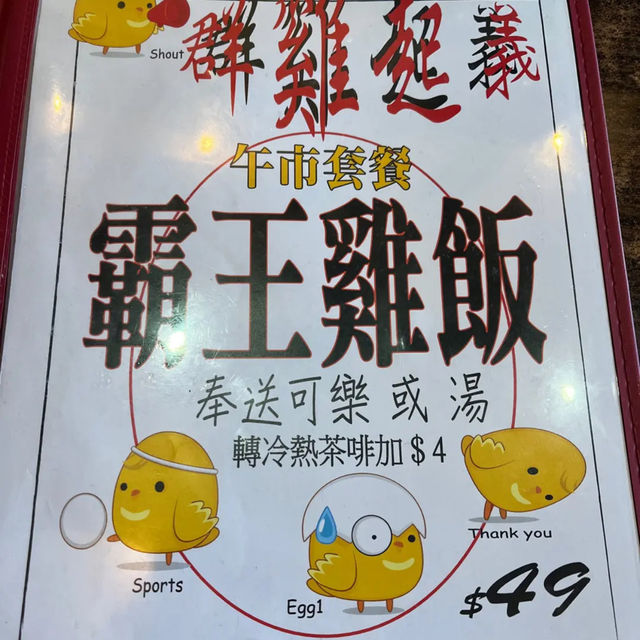 Shout
群雞起義
午市套餐
霸王雞飯
奉送可樂或湯
轉冷熱茶啡加$4
Thank you
Sports
Egg1
$49